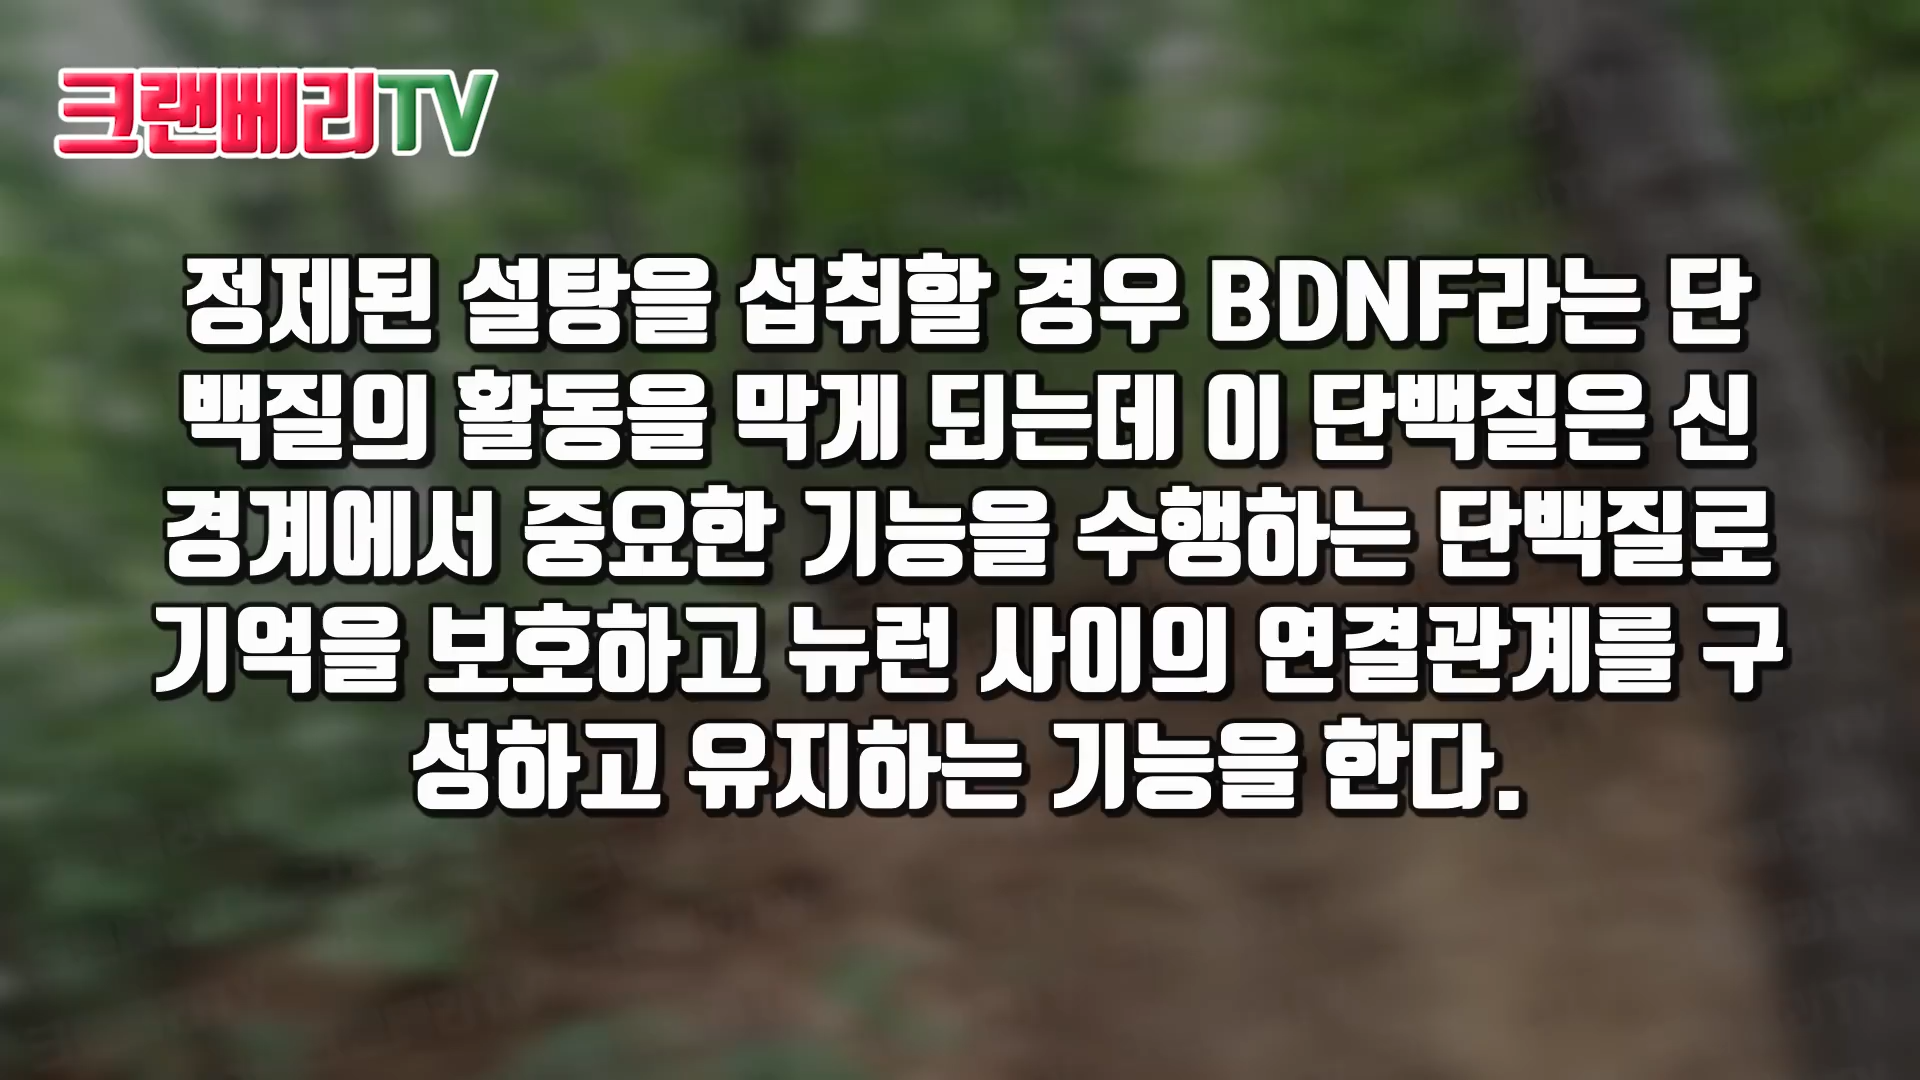 크랜베리TV
정제된 설탕을 섭취할 경우 BDNF라는 단
백질의 활동을 막게 되는데 이 단백질은 신
경계에서 중요한 기능을 수행하는 단백질로
기억을 보호하고 뉴런 사이의 연결관계를 구
성하고 유지하는 기능을 한다.